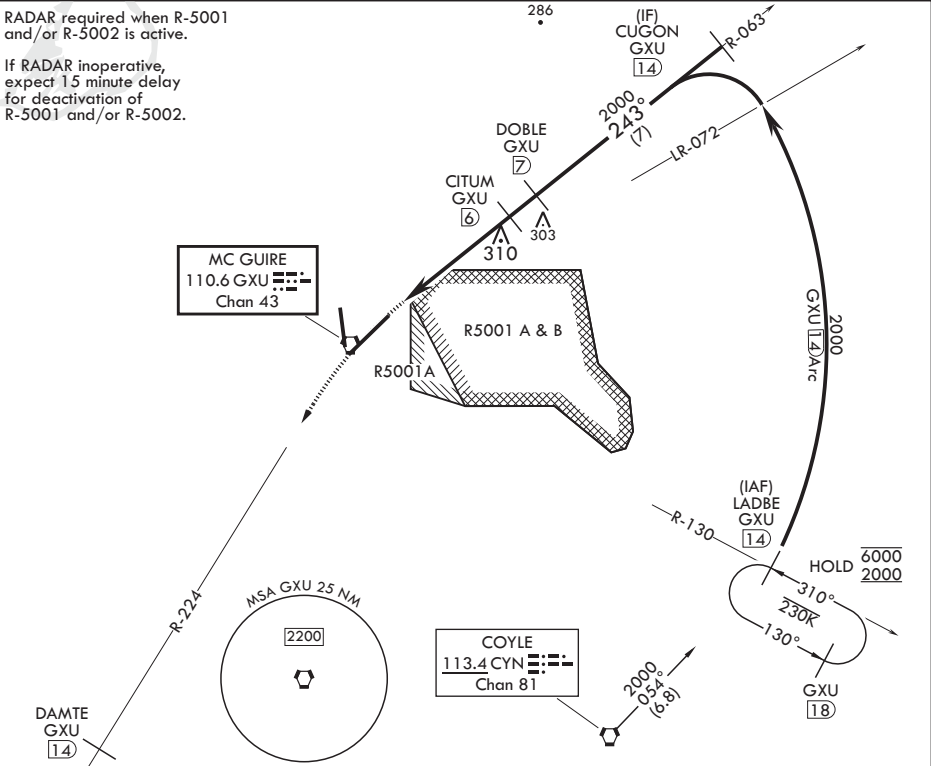 RADAR required when R-5001
and/or R-5002 is active.
If RADAR inoperative,
expect 15 minute delay
for deactivation of
R-5001 and/or R-5002.
286
(IF)
CUGON
GXU
14
R-063
2000
243°
(7)
LR-072
DOBLE
GXU
7
CITUM
GXU
6
303
310
MC GUIRE
110.6 GXU
Chan 43
R5001 A & B
R5001A
2000
GXU 14 Arc
(IAF)
LADBE
GXU
14
R-130
HOLD
6000
2000
310°
230K
130°
GXU
18
R-224
MSA GXU 25 NM
2200
COYLE
113.4 CYN
Chan 81
2000
054°
(6.8)
DAMTE
GXU
14